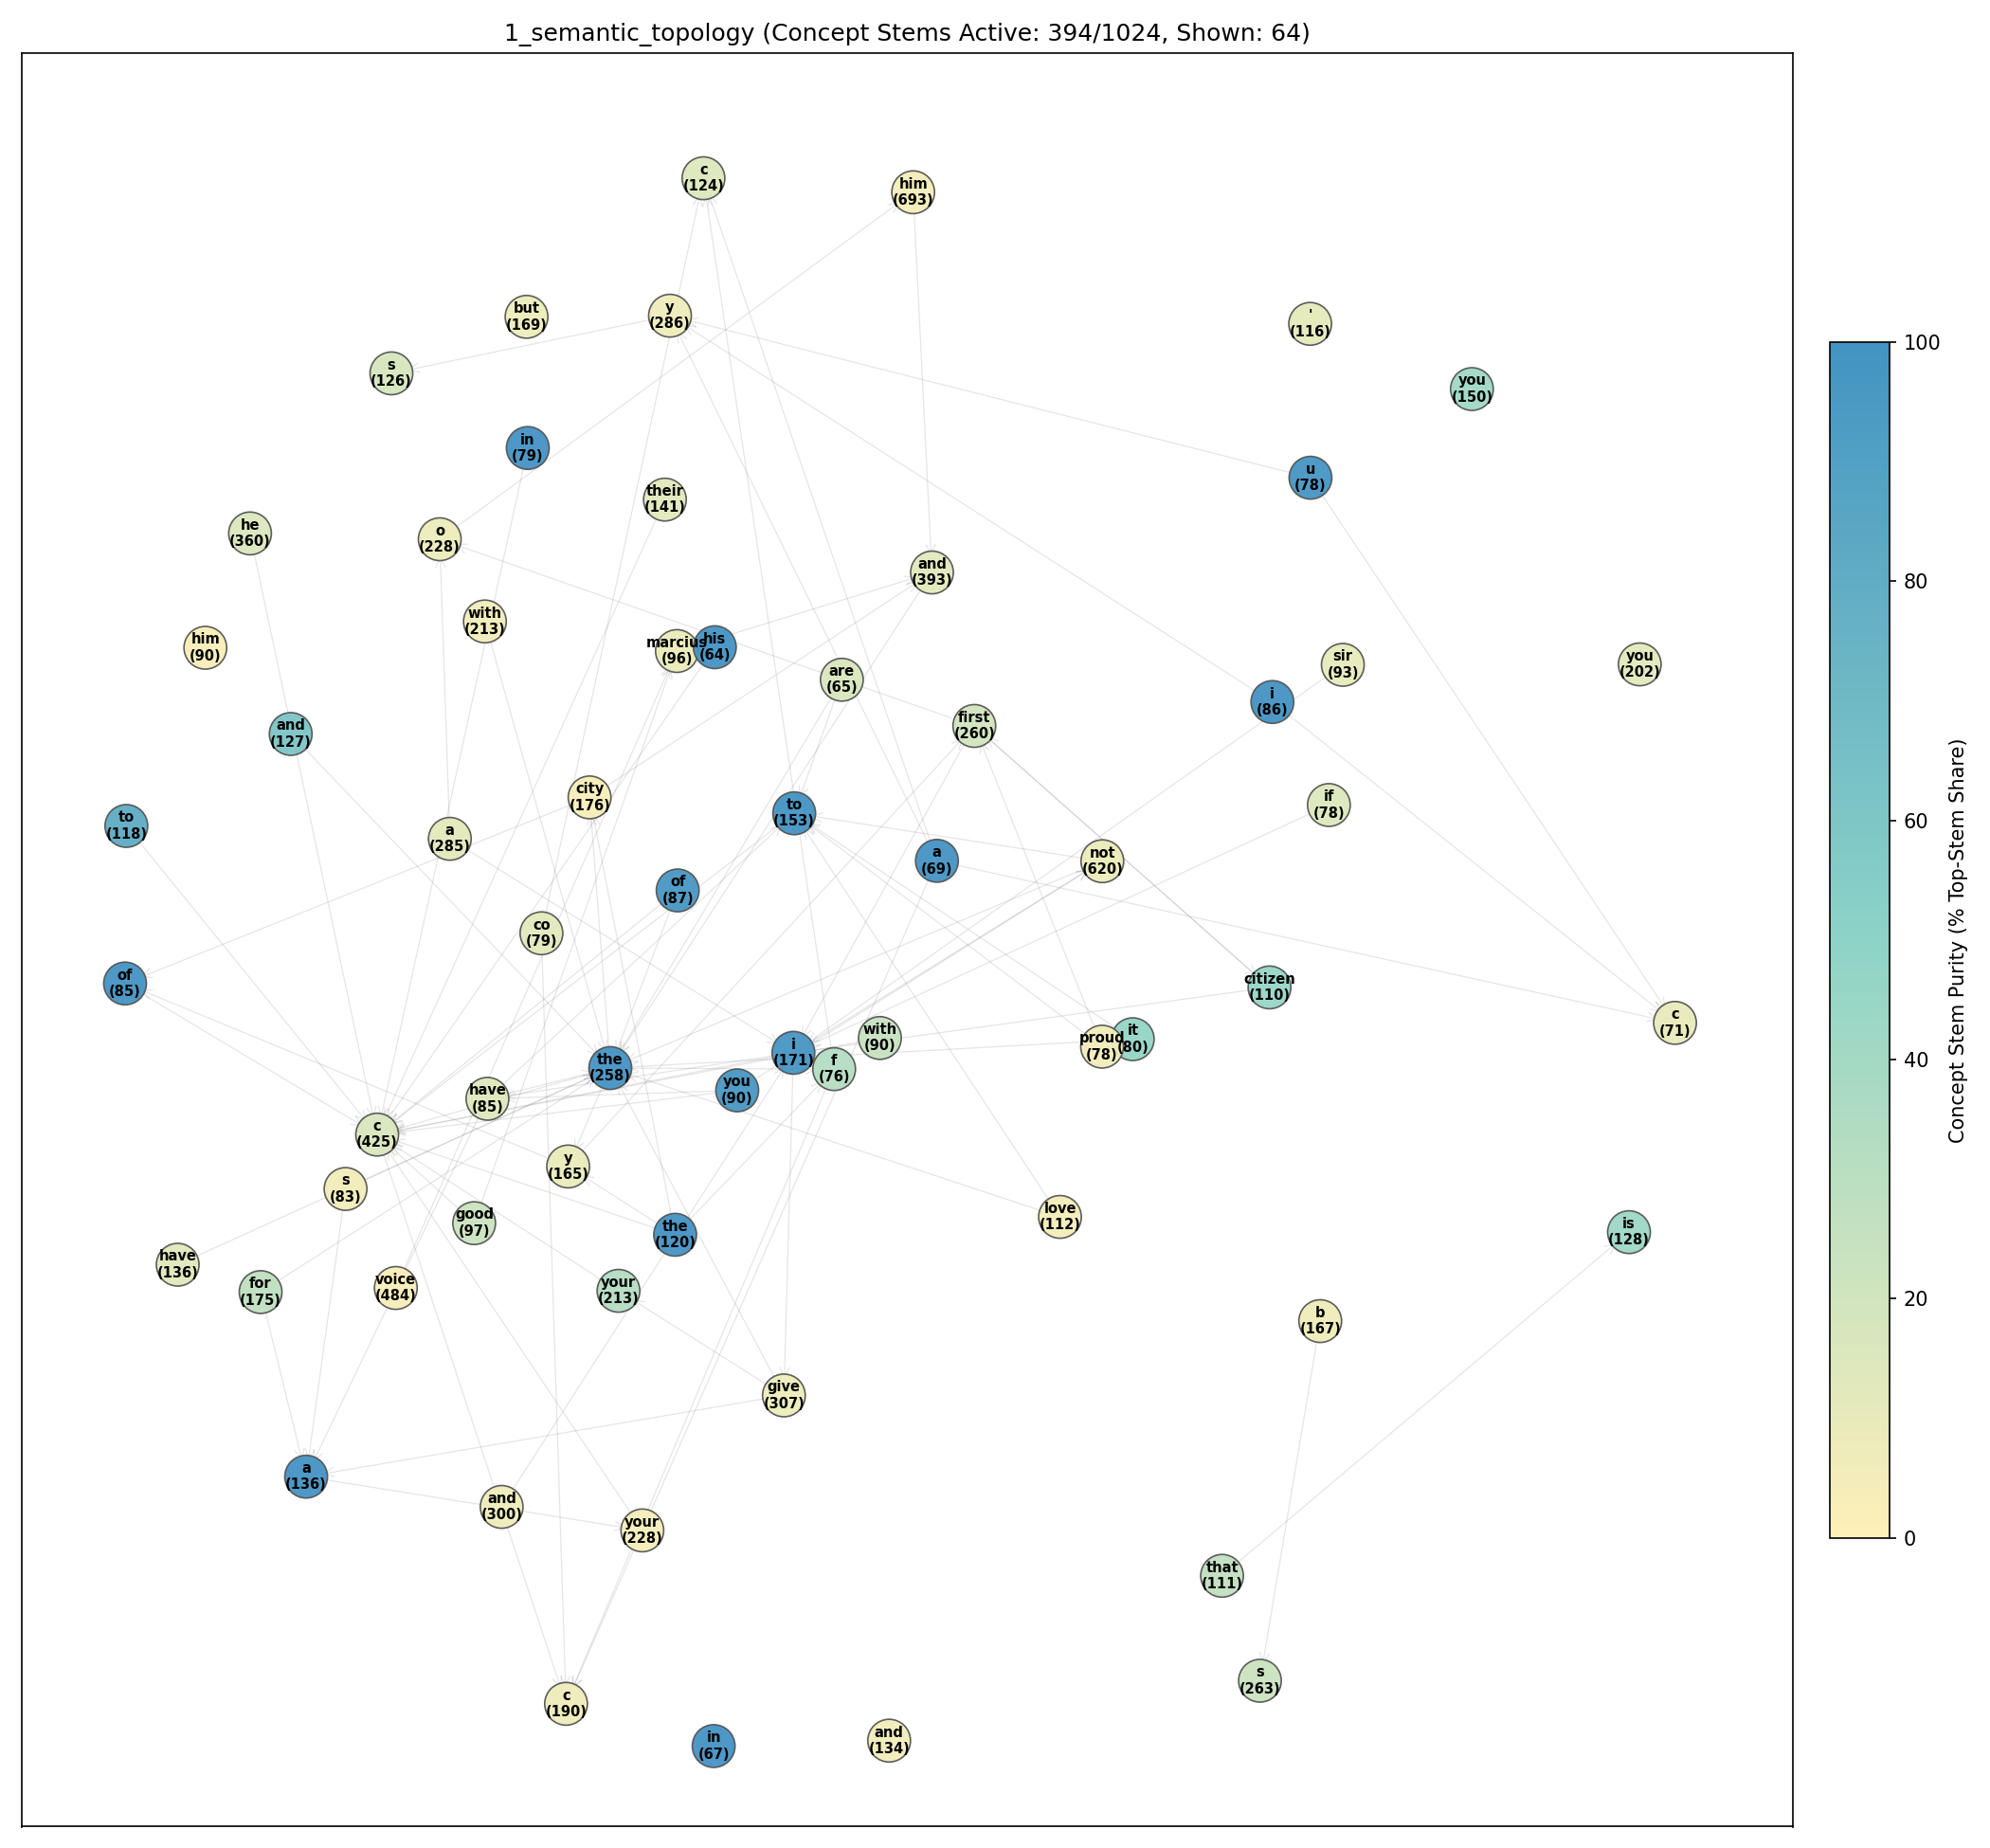 1_semantic_topology (Concept Stems Active: 394/1024, Shown: 64)
c
(124)
him
(693)
but
(169)
y
(286)
'
(116)
s
(126)
you
(150)
in
(79)
u
(78)
their
(141)
he
(360)
o
(228)
and
(393)
with
(213)
him
(90)
marcius
(96)
his
(64)
are
(65)
sir
(93)
you
(202)
i
(86)
first
(260)
and
(127)
city
(176)
if
(78)
to
(118)
to
(153)
a
(285)
a
(69)
not
(620)
of
(87)
co
(79)
of
(85)
citizen
(110)
c
(71)
with
(90)
it
(80)
proud
(78)
i
(171)
f
(76)
the
(258)
you
(90)
have
(85)
c
(425)
y
(165)
s
(83)
good
(97)
love
(112)
the
(120)
is
(128)
have
(136)
for
(175)
voice
(484)
your
(213)
b
(167)
give
(307)
a
(136)
and
(300)
your
(228)
that
(111)
s
(263)
c
(190)
in
(67)
and
(134)
100
80
60
40
20
0
Concept Stem Purity (% Top-Stem Share)